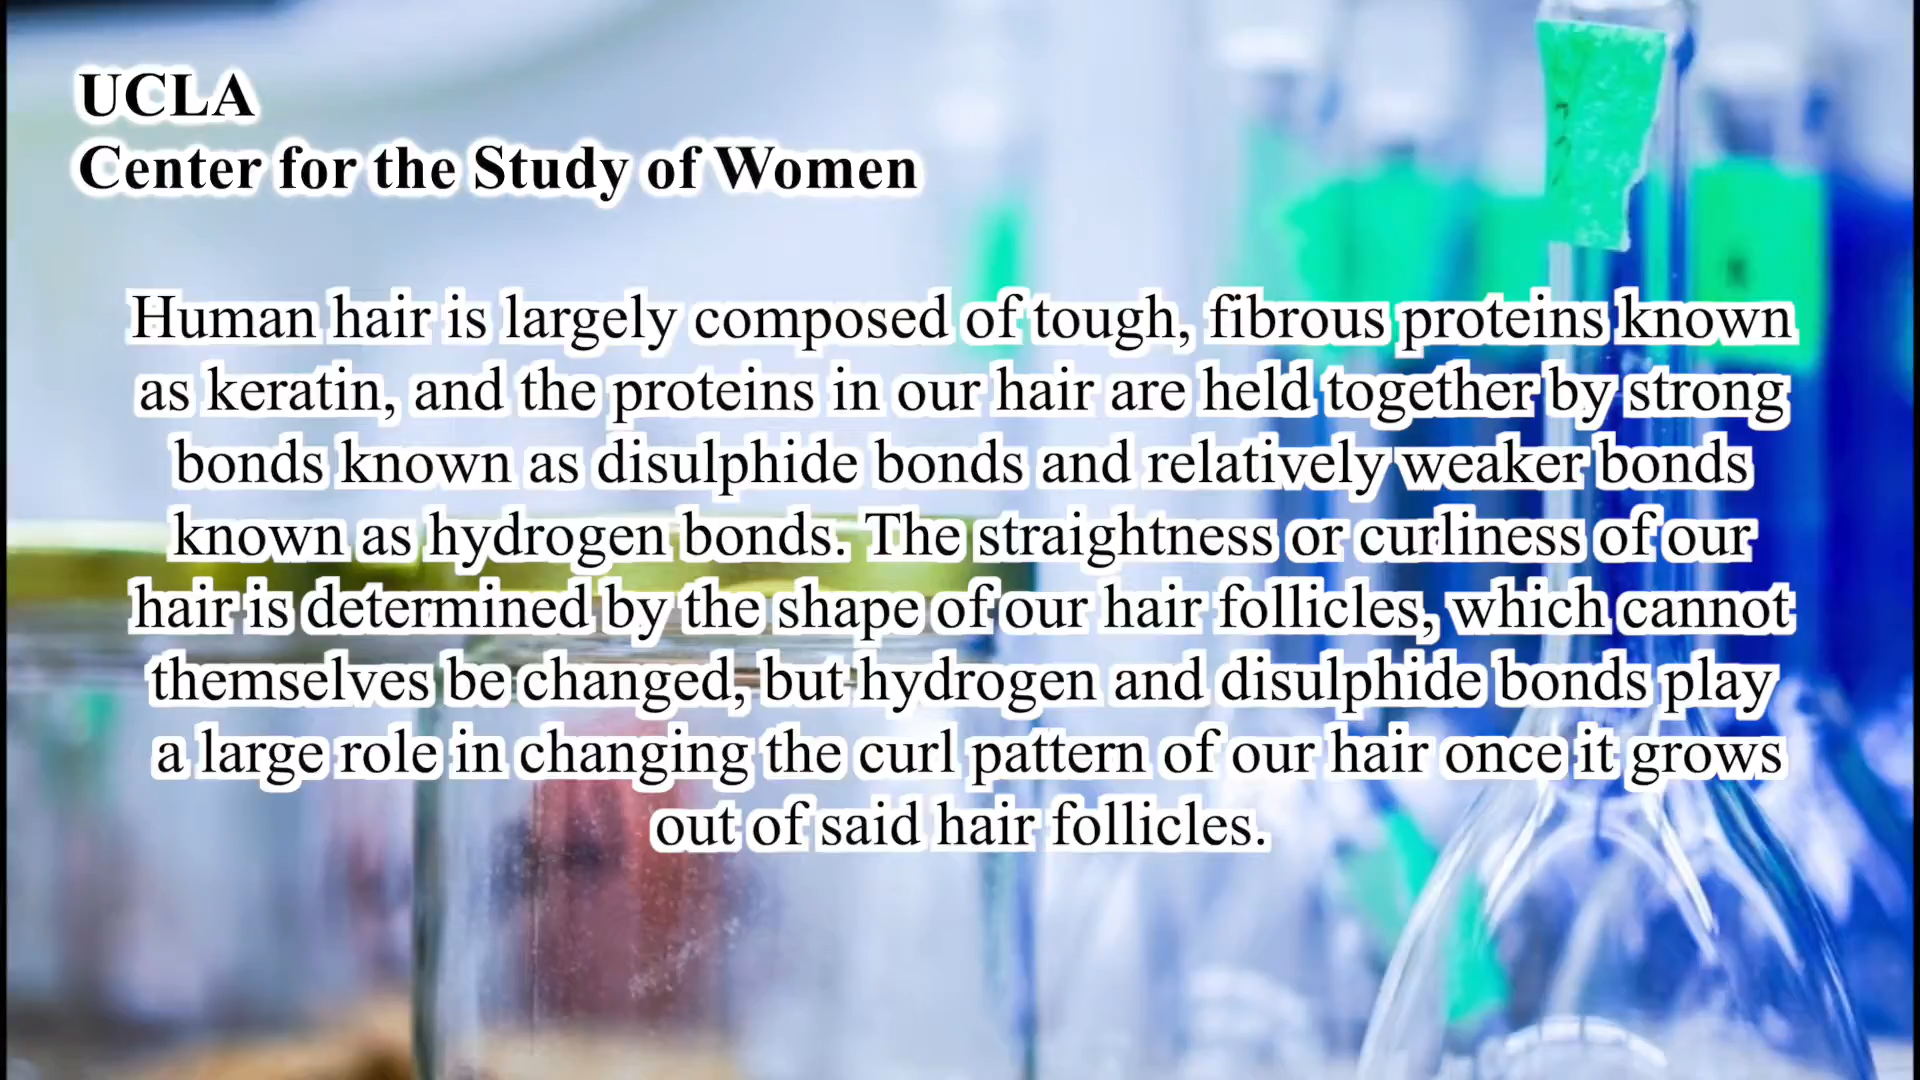 UCLA
Center for the Study of Women
Human hair is largely composed of tough, fibrous proteins known
as keratin, and the proteins in our hair are held together by strong
bonds known as disulphide bonds and relatively weaker bonds
known as hydrogen bonds. The straightness or curliness of our
hair is determined by the shape of our hair follicles, which cannot
themselves be changed, but hydrogen and disulphide bonds play
a large role in changing the curl pattern of our hair once it grows
out of said hair follicles.